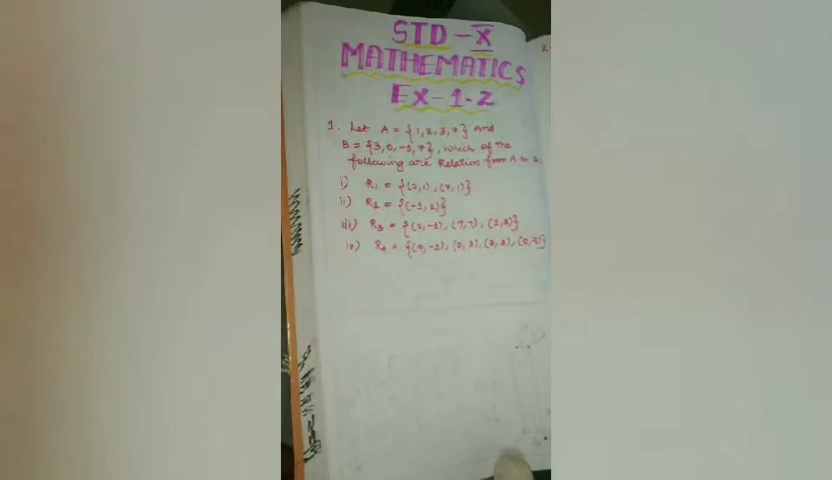 STD - X
MATHEMATICS
EX - 1.2
1. Let A = {1, 2, 3, 7} and
B = {3, 0, -1, 7}, which of the
following are Relation from A to B.
i) R1 = {(2, 1), (7, 1)}
ii) R2 = {(-1, 1)}
iii) R3 = {(2, -1), (7, 7), (1, 3)}
iv) R4 = {(7, -1), (0, 3), (3, 3), (0, 7)}